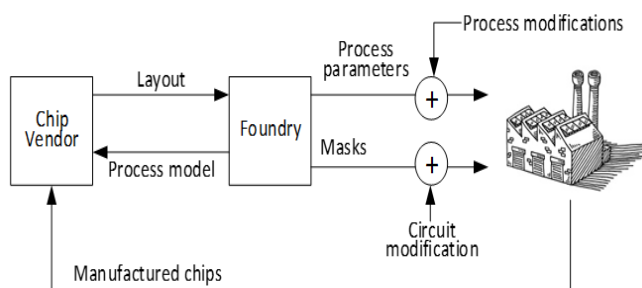 Process modifications
Process
parameters
Layout
Chip
Vendor
Foundry
+
Process model
Masks
+
Circuit
modification
Manufactured chips